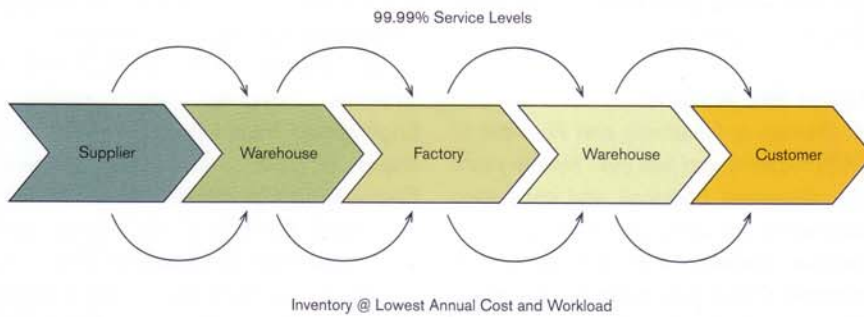 99.99% Service Levels
Supplier
Warehouse
Factory
Warehouse
Customer
Inventory @ Lowest Annual Cost and Workload